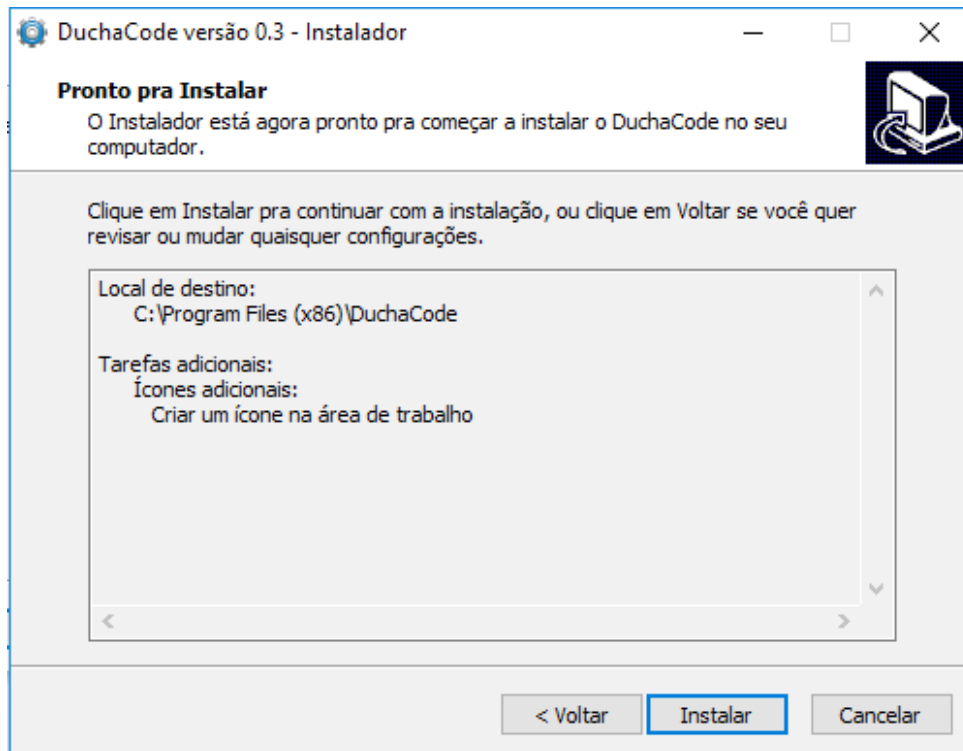 DuchaCode versão 0.3 - Instalador
Pronto pra Instalar
O Instalador está agora pronto pra começar a instalar o DuchaCode no seu
computador.
Clique em Instalar pra continuar com a instalação, ou clique em Voltar se você quer
revisar ou mudar quaisquer configurações.
Local de destino:
C:\Program Files (x86)\DuchaCode
Tarefas adicionais:
Ícones adicionais:
Criar um ícone na área de trabalho
< Voltar
Instalar
Cancelar